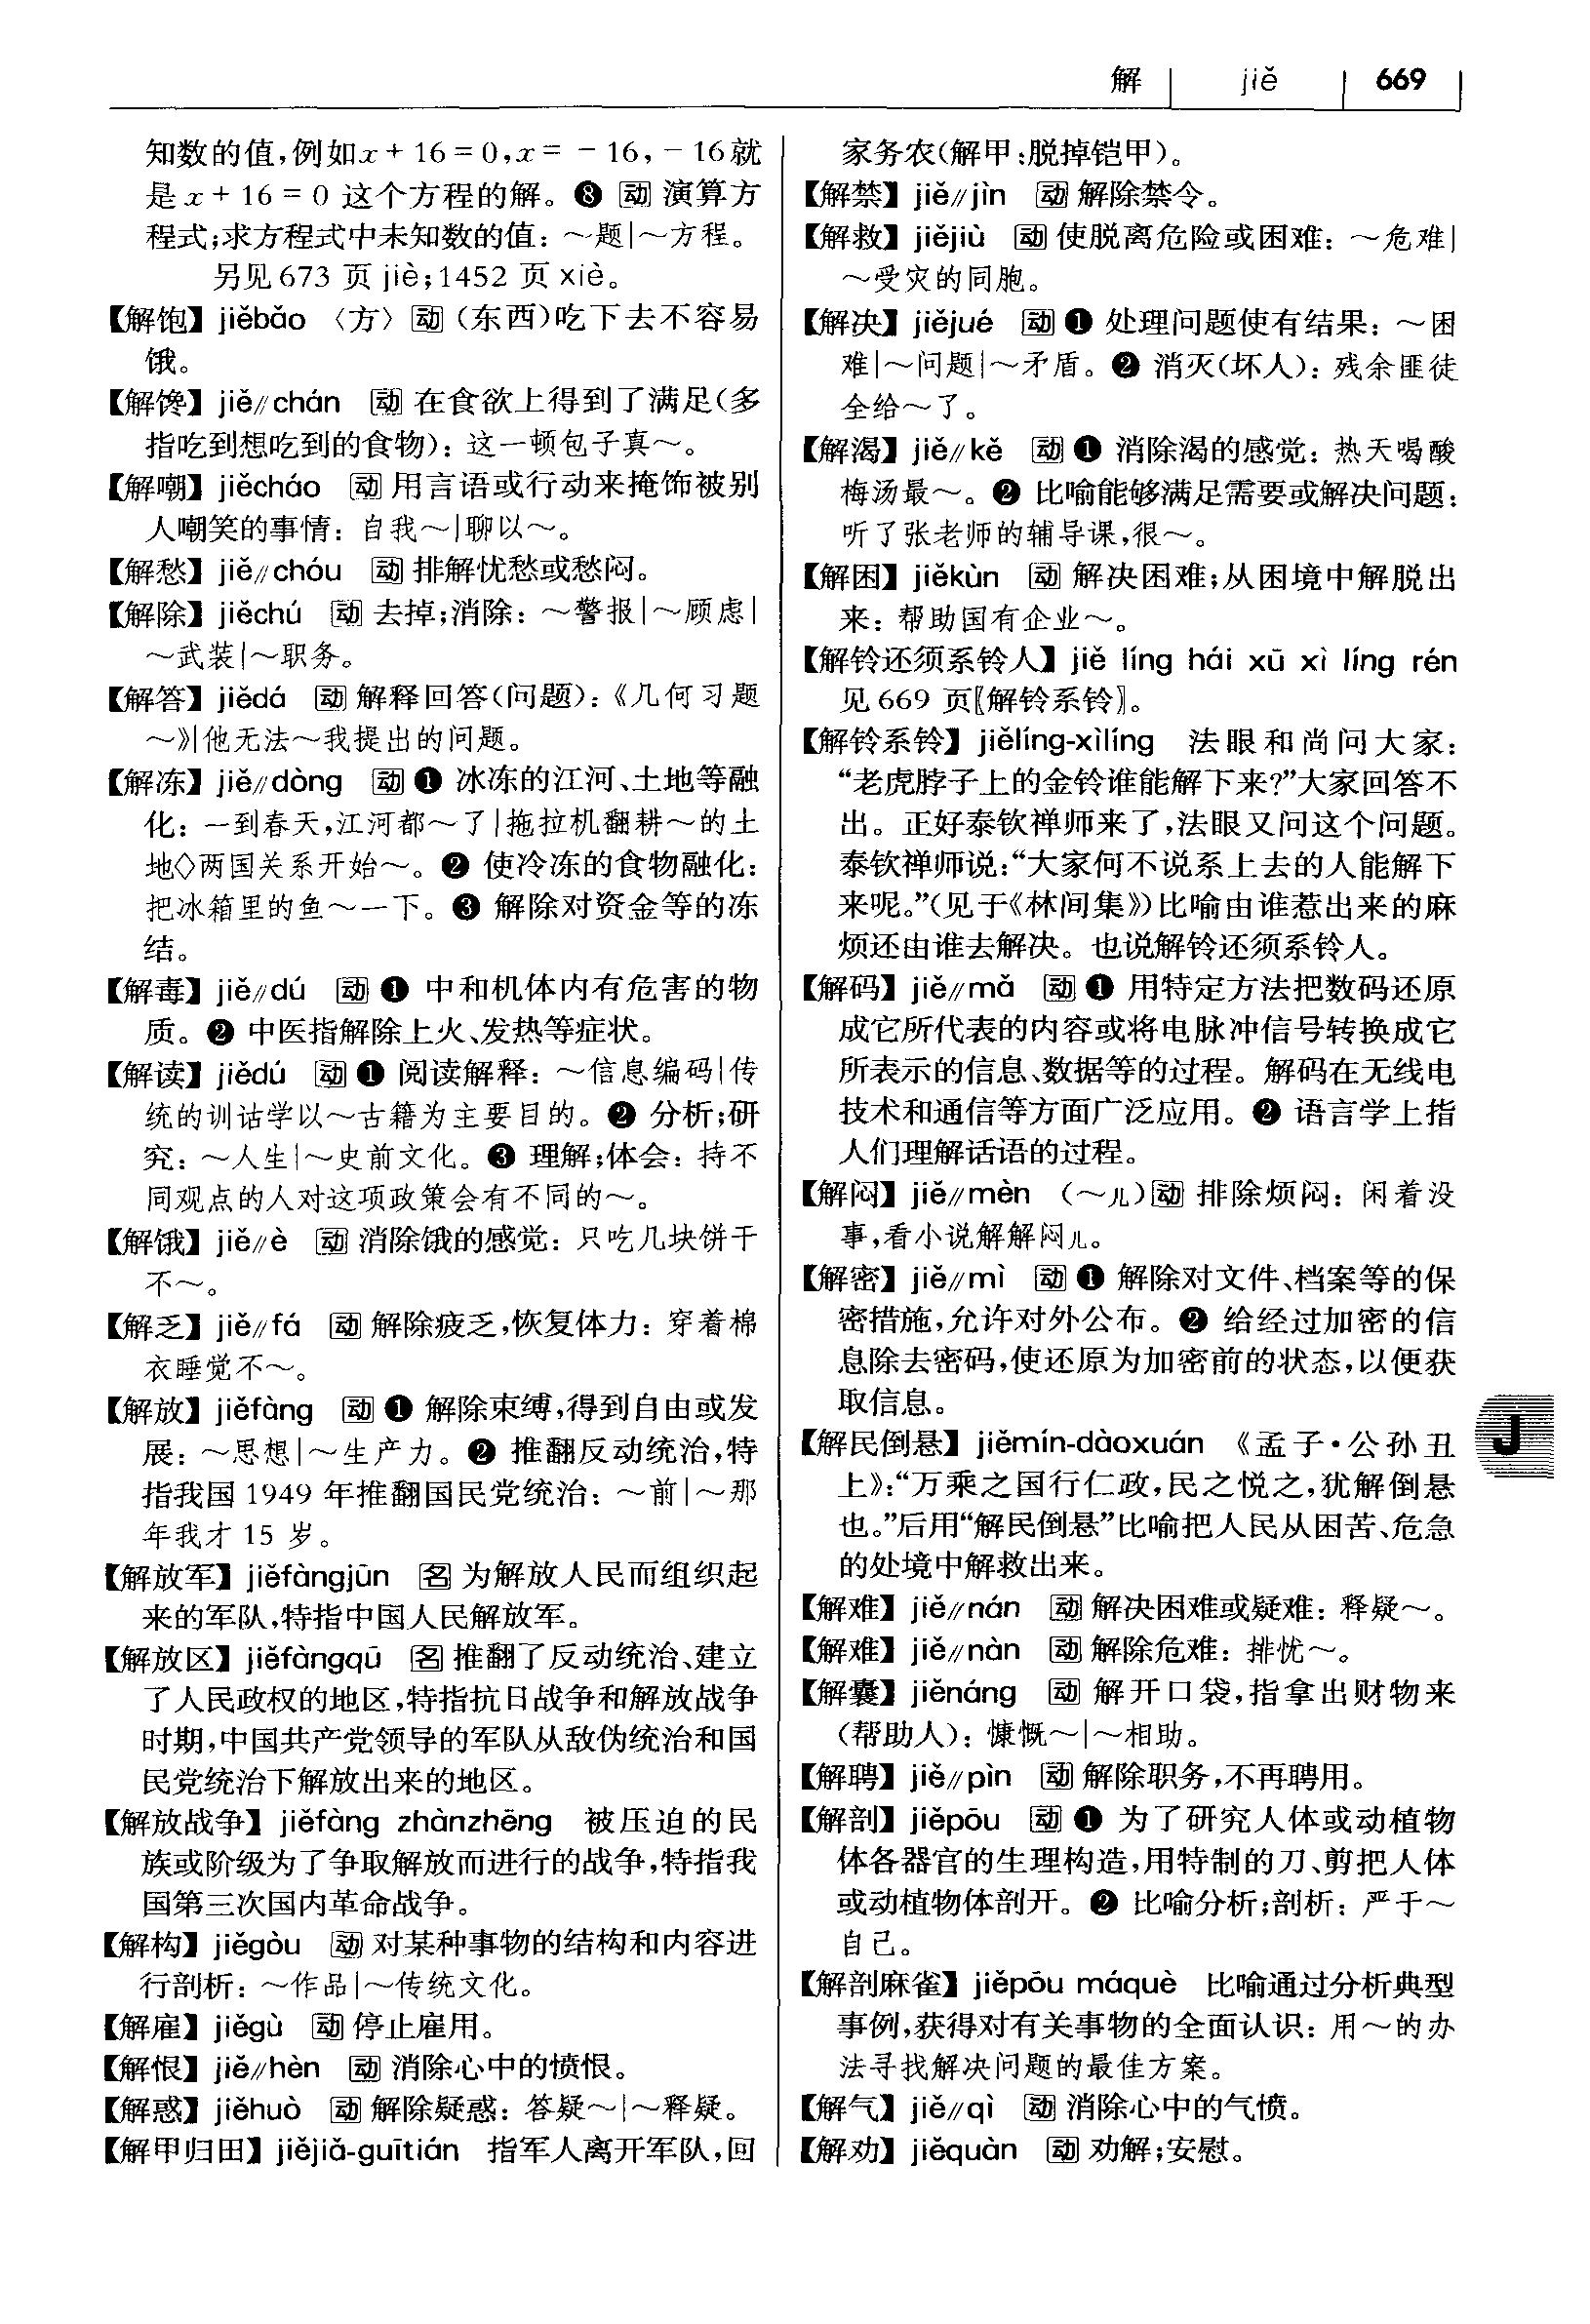 解 jiě 669
知数的值,例如x + 16 = 0,x = －16,－16就
是 x + 16 = 0 这个方程的解。❽ 动 演算方
程式;求方程式中未知数的值：～题|～方程。
另见 673 页 jiè;1452 页 xiè。
【解饱】 jiěbǎo 〈方〉 动 (东西)吃下去不容易
饿。
【解馋】 jiě//chán 动 在食欲上得到了满足(多
指吃到想吃到的食物)：这一顿包子真～。
【解嘲】 jiěcháo 动 用言语或行动来掩饰被别
人嘲笑的事情：自我～|聊以～。
【解愁】 jiě//chóu 动 排解忧愁或愁闷。
【解除】 jiěchú 动 去掉;消除：～警报|～顾虑|
～武装|～职务。
【解答】 jiědá 动 解释回答(问题)：《几何习题
～》|他无法～我提出的问题。
【解冻】 jiě//dòng 动 ❶ 冰冻的江河、土地等融
化：一到春天,江河都～了|拖拉机翻耕～的土
地◇两国关系开始～。❷ 使冷冻的食物融化：
把冰箱里的鱼～一下。❸ 解除对资金等的冻
结。
【解毒】 jiě//dú 动 ❶ 中和机体内有危害的物
质。❷ 中医指解除上火、发热等症状。
【解读】 jiědú 动 ❶ 阅读解释：～信息编码|传
统的训诂学以～古籍为主要目的。❷ 分析;研
究：～人生|～史前文化。❸ 理解;体会：持不
同观点的人对这项政策会有不同的～。
【解饿】 jiě//è 动 消除饿的感觉：只吃几块饼干
不～。
【解乏】 jiě//fá 动 解除疲乏,恢复体力：穿着棉
衣睡觉不～。
【解放】 jiěfàng 动 ❶ 解除束缚,得到自由或发
展：～思想|～生产力。❷ 推翻反动统治,特
指我国 1949 年推翻国民党统治：～前|～那
年我才 15 岁。
【解放军】 jiěfàngjūn 名 为解放人民而组织起
来的军队,特指中国人民解放军。
【解放区】 jiěfàngqū 名 推翻了反动统治、建立
了人民政权的地区,特指抗日战争和解放战争
时期,中国共产党领导的军队从敌伪统治和国
民党统治下解放出来的地区。
【解放战争】 jiěfàng zhànzhēng 被压迫的民
族或阶级为了争取解放而进行的战争,特指我
国第三次国内革命战争。
【解构】 jiěgòu 动 对某种事物的结构和内容进
行剖析：～作品|～传统文化。
【解雇】 jiěgù 动 停止雇用。
【解恨】 jiě//hèn 动 消除心中的愤恨。
【解惑】 jiěhuò 动 解除疑惑：答疑～|～释疑。
【解甲归田】 jiějiǎ-guītián 指军人离开军队,回
家务农(解甲:脱掉铠甲)。
【解禁】 jiě//jìn 动 解除禁令。
【解救】 jiějiù 动 使脱离危险或困难：～危难|
～受灾的同胞。
【解决】 jiějué 动 ❶ 处理问题使有结果：～困
难|～问题|～矛盾。❷ 消灭(坏人)：残余匪徒
全给～了。
【解渴】 jiě//kě 动 ❶ 消除渴的感觉：热天喝酸
梅汤最～。❷ 比喻能够满足需要或解决问题：
听了张老师的辅导课,很～。
【解困】 jiěkùn 动 解决困难;从困境中解脱出
来：帮助国有企业～。
【解铃还须系铃人】 jiě líng hái xū xì líng rén
见 669 页〖解铃系铃〗。
【解铃系铃】 jiělíng-xìlíng 法眼和尚问大家：
“老虎脖子上的金铃谁能解下来?”大家回答不
出。正好泰钦禅师来了,法眼又问这个问题。
泰钦禅师说：“大家何不说系上去的人能解下
来呢。”(见于《林间集》)比喻由谁惹出来的麻
烦还由谁去解决。也说解铃还须系铃人。
【解码】 jiě//mǎ 动 ❶ 用特定方法把数码还原
成它所代表的内容或将电脉冲信号转换成它
所表示的信息、数据等的过程。解码在无线电
技术和通信等方面广泛应用。❷ 语言学上指
人们理解话语的过程。
【解闷】 jiě//mèn （～儿)动 排除烦闷：闲着没
事,看小说解解闷儿。
【解密】 jiě//mì 动 ❶ 解除对文件、档案等的保
密措施,允许对外公布。❷ 给经过加密的信
息除去密码,使还原为加密前的状态,以便获
取信息。
【解民倒悬】 jiěmín-dàoxuán 《孟子·公孙丑
上》：“万乘之国行仁政,民之悦之,犹解倒悬
也。”后用“解民倒悬”比喻把人民从困苦、危急
的处境中解救出来。
【解难】 jiě//nán 动 解决困难或疑难：释疑～。
【解难】 jiě//nàn 动 解除危难：排忧～。
【解囊】 jiěnáng 动 解开口袋,指拿出财物来
(帮助人)：慷慨～|～相助。
【解聘】 jiě//pìn 动 解除职务,不再聘用。
【解剖】 jiěpōu 动 ❶ 为了研究人体或动植物
体各器官的生理构造,用特制的刀、剪把人体
或动植物体剖开。❷ 比喻分析;剖析：严于～
自己。
【解剖麻雀】 jiěpōu máquè 比喻通过分析典型
事例,获得对有关事物的全面认识：用～的办
法寻找解决问题的最佳方案。
【解气】 jiě//qì 动 消除心中的气愤。
【解劝】 jiěquàn 动 劝解;安慰。
J